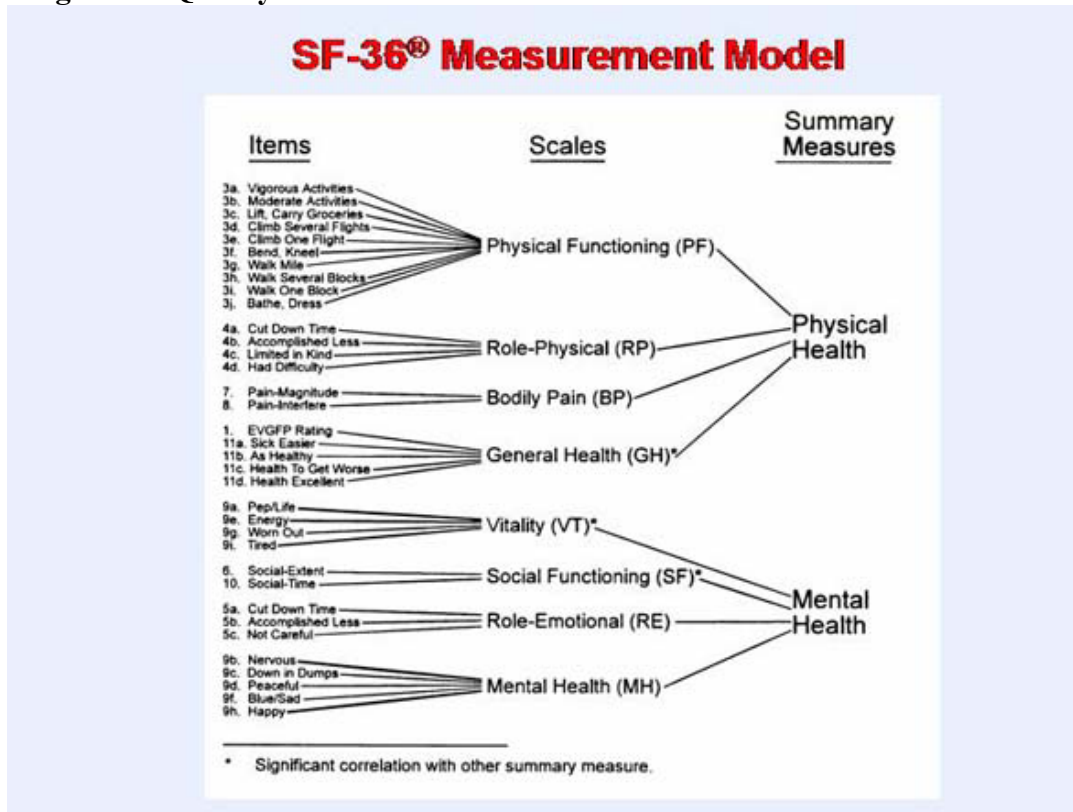 SF-36® Measurement Model
Items
Scales
Summary
Measures
3a. Vigorous Activities
3b. Moderate Activities
3c. Lift, Carry Groceries
3d. Climb Several Flights
3e. Climb One Flight
3f. Bend, Kneel
3g. Walk Mile
3h. Walk Several Blocks
3i. Walk One Block
3j. Bathe, Dress
Physical Functioning (PF)
4a. Cut Down Time
4b. Accomplished Less
4c. Limited in Kind
4d. Had Difficulty
Role-Physical (RP)
7. Pain-Magnitude
8. Pain-Interfere
Bodily Pain (BP)
1. EVGFP Rating
11a. Sick Easier
11b. As Healthy
11c. Health To Get Worse
11d. Health Excellent
General Health (GH)*
Physical
Health
9a. Pep/Life
9e. Energy
9g. Worn Out
9i. Tired
Vitality (VT)*
6. Social-Extent
10. Social-Time
Social Functioning (SF)*
5a. Cut Down Time
5b. Accomplished Less
5c. Not Careful
Role-Emotional (RE)
9b. Nervous
9c. Down in Dumps
9d. Peaceful
9f. Blue/Sad
9h. Happy
Mental Health (MH)
Mental
Health
* Significant correlation with other summary measure.